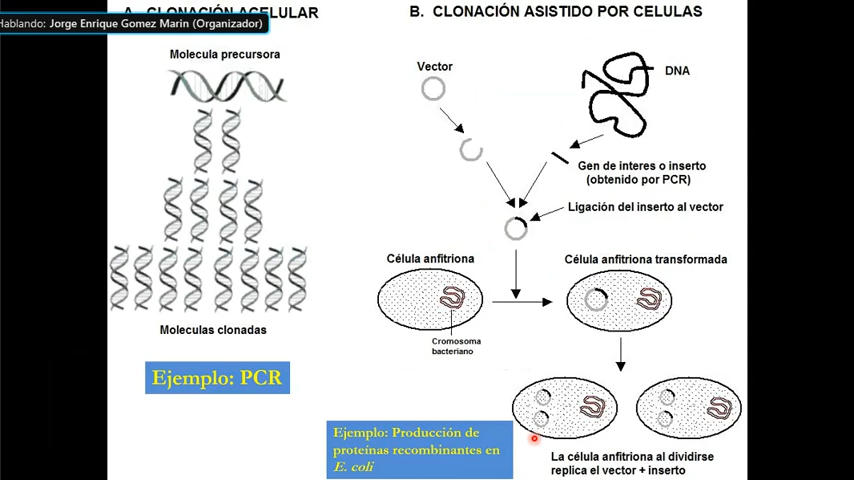 Hablando: Jorge Enrique Gomez Marin (Organizador)
A. CLONACIÓN ACELULAR
Molecula precursora
Moleculas clonadas
Ejemplo: PCR
B. CLONACIÓN ASISTIDO POR CELULAS
Vector
DNA
Gen de interes o inserto
(obtenido por PCR)
Ligación del inserto al vector
Célula anfitriona
Célula anfitriona transformada
Cromosoma
bacteriano
Ejemplo: Producción de
proteínas recombinantes en
E. coli
La célula anfitriona al dividirse
replica el vector + inserto